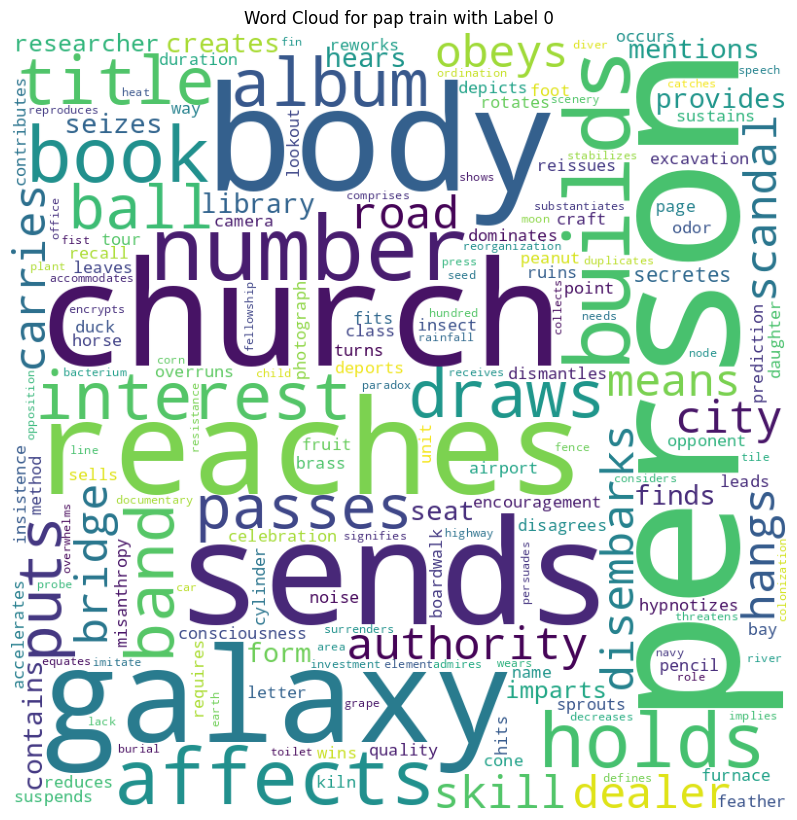 Word Cloud for pap train with Label 0
researcher
creates
fin
reworks
hears
obeys
occurs
mentions
diver
title
duration
album
ordination
depicts
foot
builds
speech
heat
reproduces
rotates
scenery
catches
provides
sustains
contributes
seizes
way
lookout
body
book
stabilizes
reissues
excavation
scandal
person
shows
comprises
library
substantiates
craft
page
odor
carries
office
ball
camera
road
dominates
moon
fist
tour
number
reorganization
duplicates
recall
peanut
secretes
plant
leaves
press
seed
ruins
point
accommodates
encrypts
church
fellowship
photograph
fits
class
insect
hundred
rainfall
collects
duck
horse
turns
needs
node
prediction
daughter
corn
overruns
deports
bacterium
child
paradox
receives
dismantles
opposition
interest
resistance
draws
means
city
reaches
line
fruit
brass
unit
fence
airport
opponent
considers
tile
insistence
method
sells
disembarks
finds
leads
documentary
passes
seat
encouragement
hangs
puts
overwhelms
bridge
band
celebration
signifies
highway
disagrees
threatens
colonization
probe
car
misanthropy
sends
cylinder
noise
boardwalk
persuades
hypnotizes
accelerates
consciousness
surrenders
authority
bay
equates
imitate
requires
form
area
investment
element
admires
wears
name
navy
pencil
river
role
contains
galaxy
earth
letter
grape
imparts
sprouts
decreases
implies
lack
burial
toilet
wins
quality
hits
cone
holds
suspends
reduces
affects
kiln
skill
dealer
defines
furnace
feather